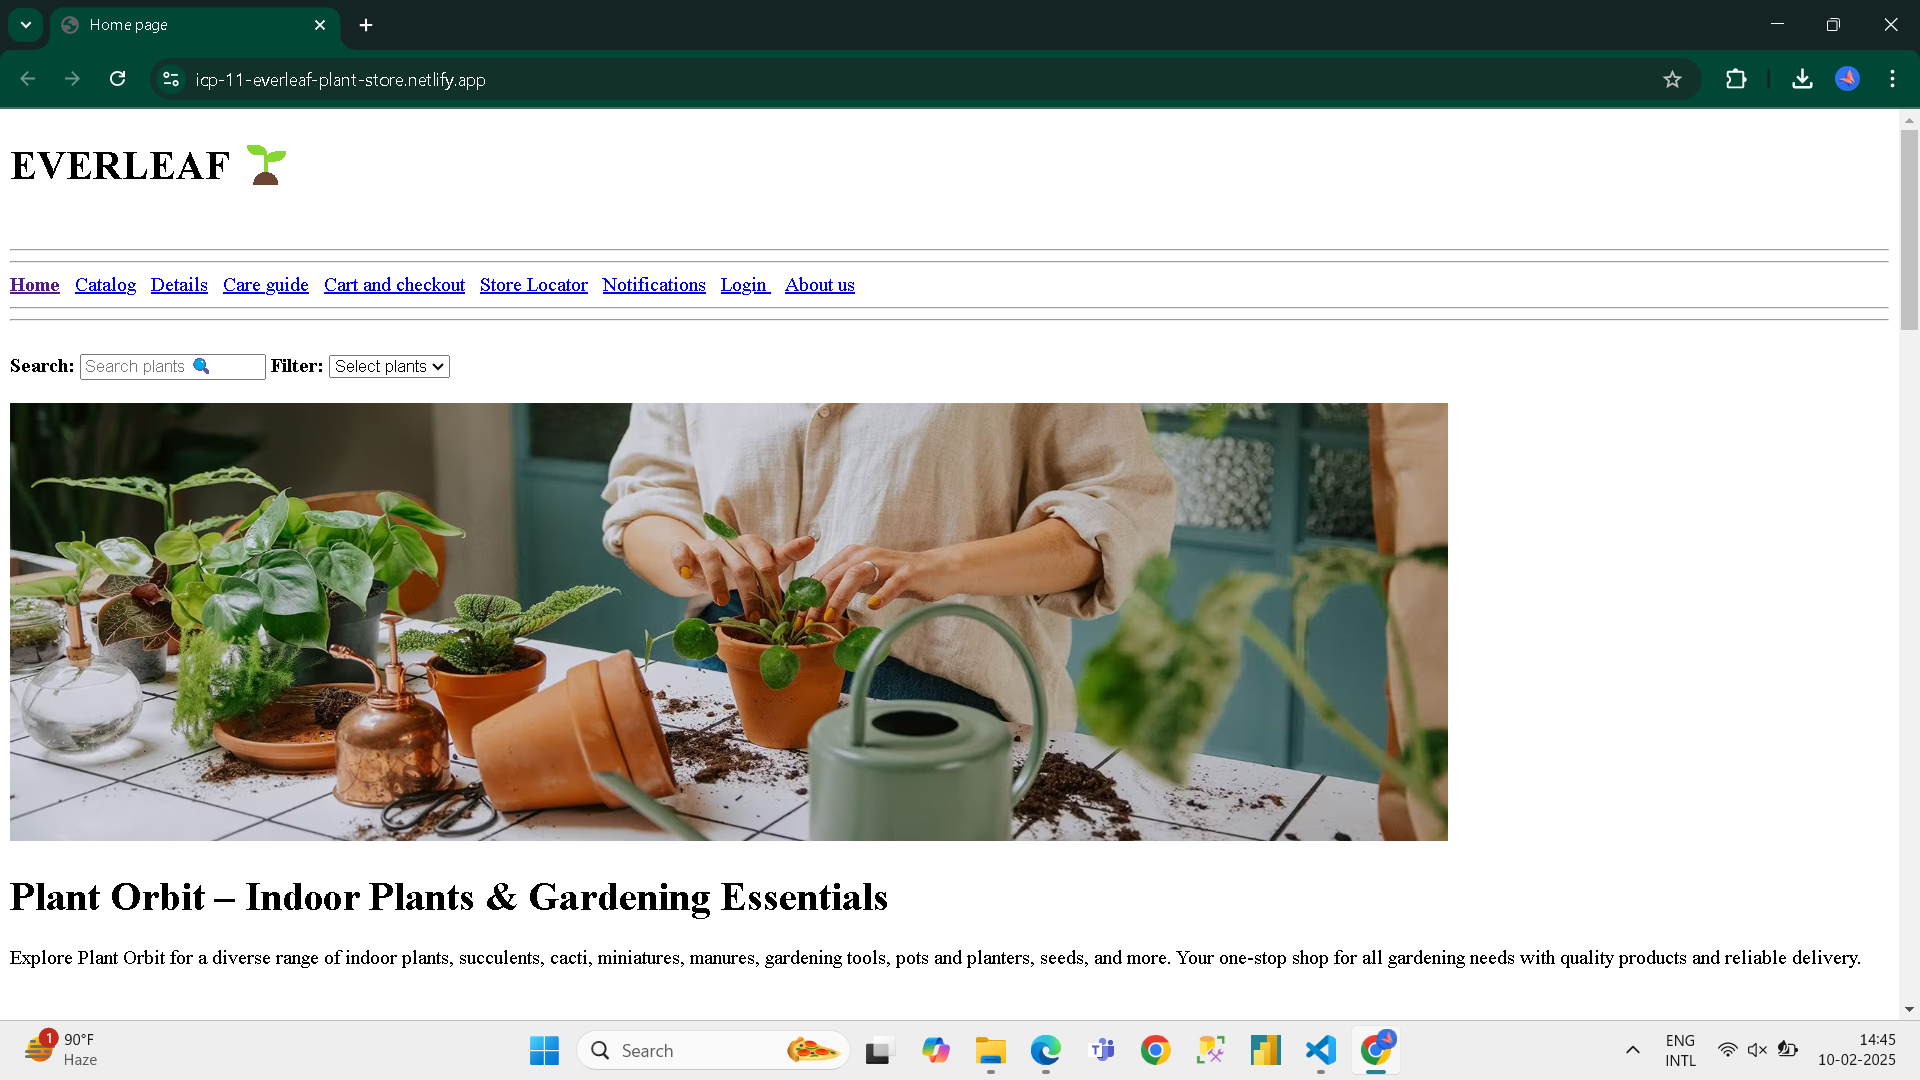 Home page
icp-11-everleaf-plant-store.netlify.app
EVERLEAF 🌱
Home Catalog Details Care guide Cart and checkout Store Locator Notifications Login About us
Search: Search plants 🔍 Filter: Select plants
Plant Orbit – Indoor Plants & Gardening Essentials
Explore Plant Orbit for a diverse range of indoor plants, succulents, cacti, miniatures, manures, gardening tools, pots and planters, seeds, and more. Your one-stop shop for all gardening needs with quality products and reliable delivery.
1
90°F
Haze
Search
ENG
INTL
14:45
10-02-2025